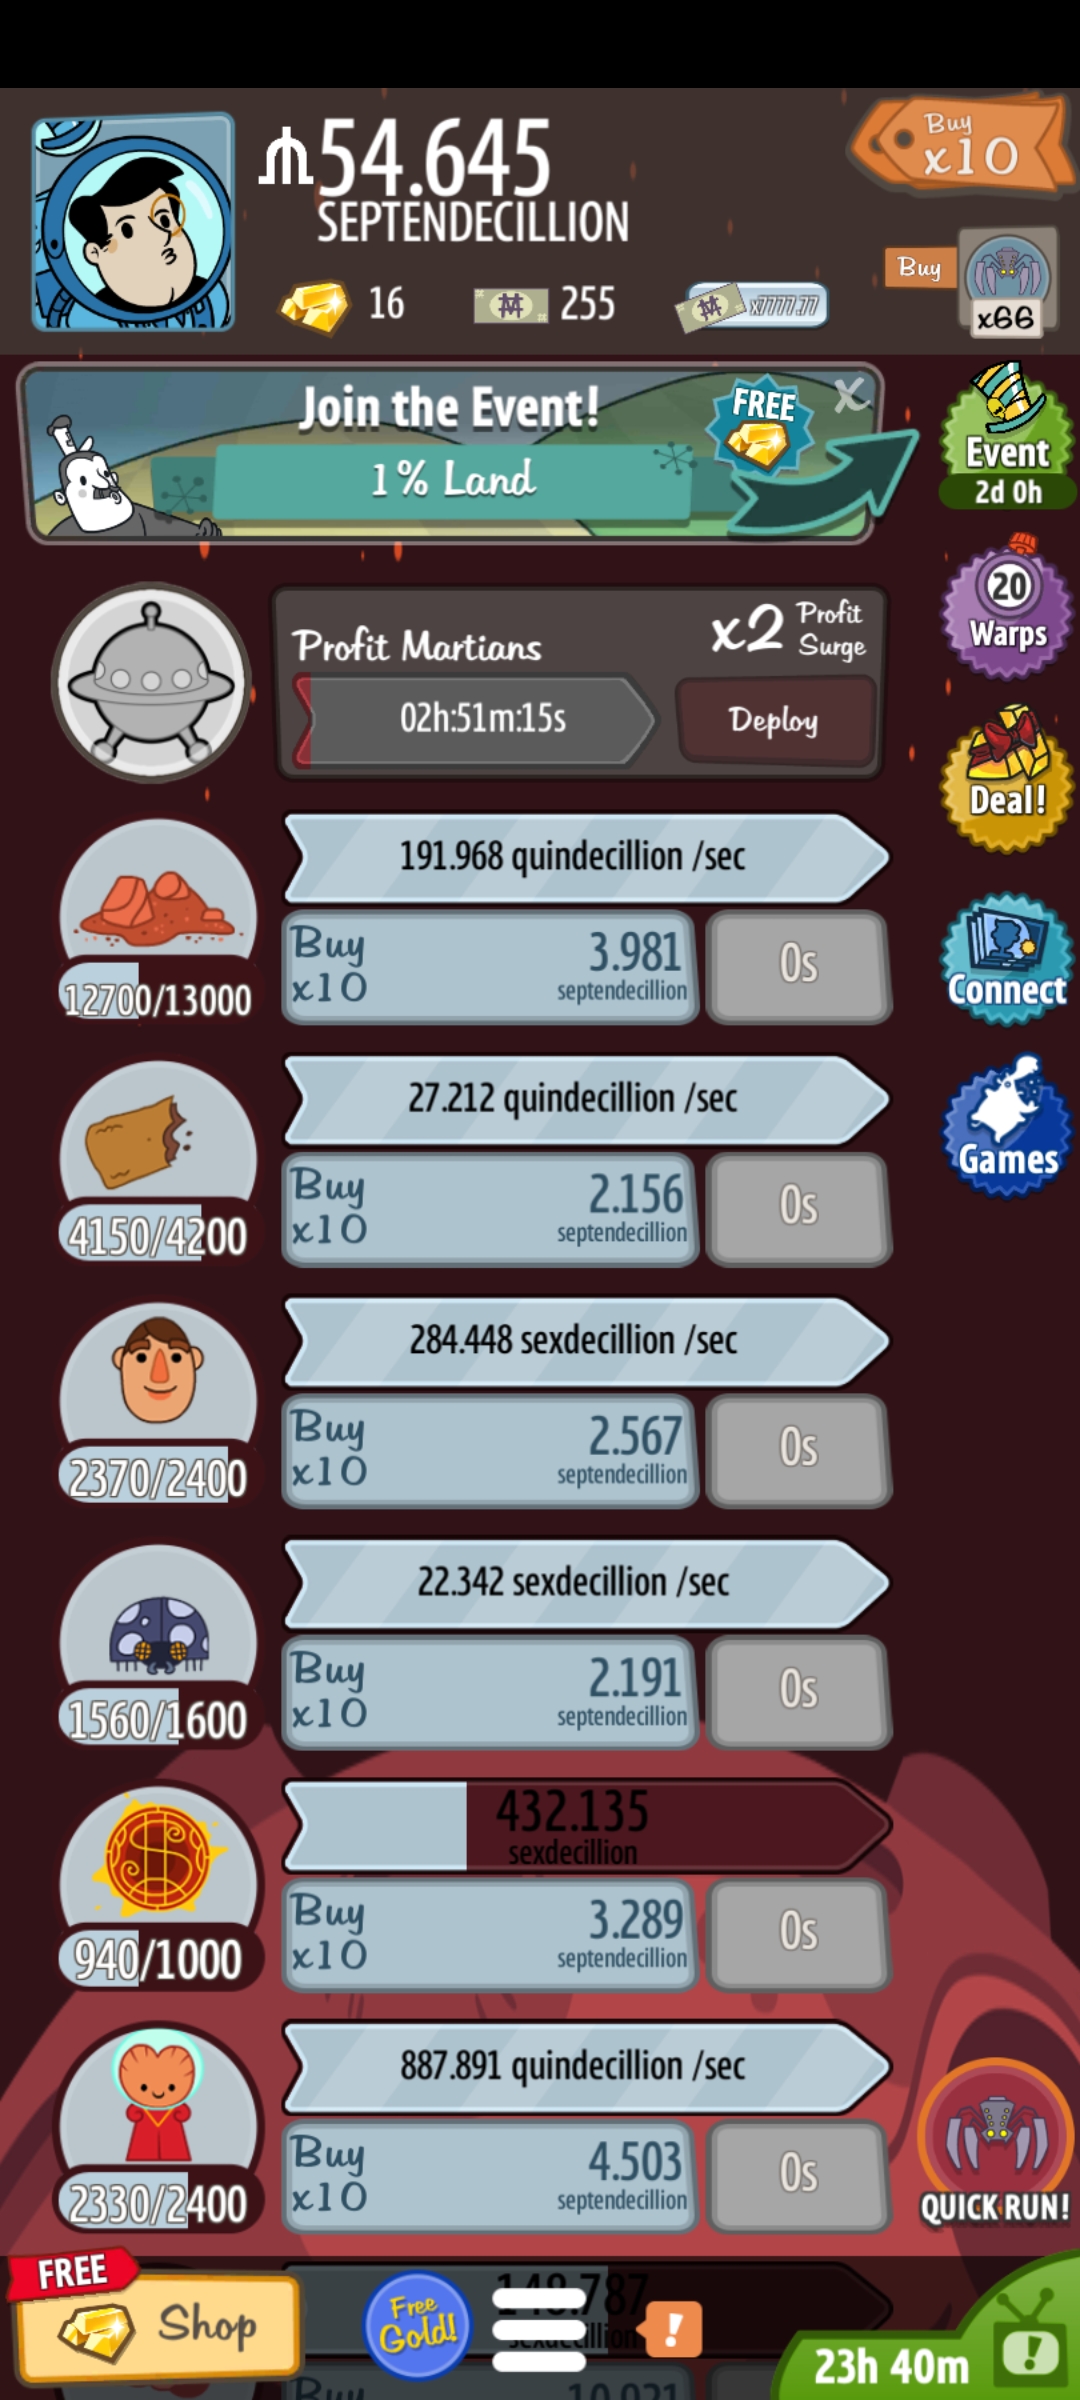 54.645
SEPTENDECILLION
Buy
x10
16
255
x7777.77
Buy
x66
Join the Event!
1% Land
FREE
X
Event
2d 0h
Profit Martians
x2 Profit Surge
02h:51m:15s
Deploy
20
Warps
Deal!
191.968 quindecillion /sec
Buy x10
3.981
septendecillion
0s
12700/13000
Connect
27.212 quindecillion /sec
Buy x10
2.156
septendecillion
0s
4150/4200
Games
284.448 sexdecillion /sec
Buy x10
2.567
septendecillion
0s
2370/2400
22.342 sexdecillion /sec
Buy x10
2.191
septendecillion
0s
1560/1600
432.135
sexdecillion
Buy x10
3.289
septendecillion
0s
940/1000
887.891 quindecillion /sec
Buy x10
4.503
septendecillion
0s
2330/2400
QUICK RUN!
FREE
Shop
Free Gold!
!
23h 40m
!